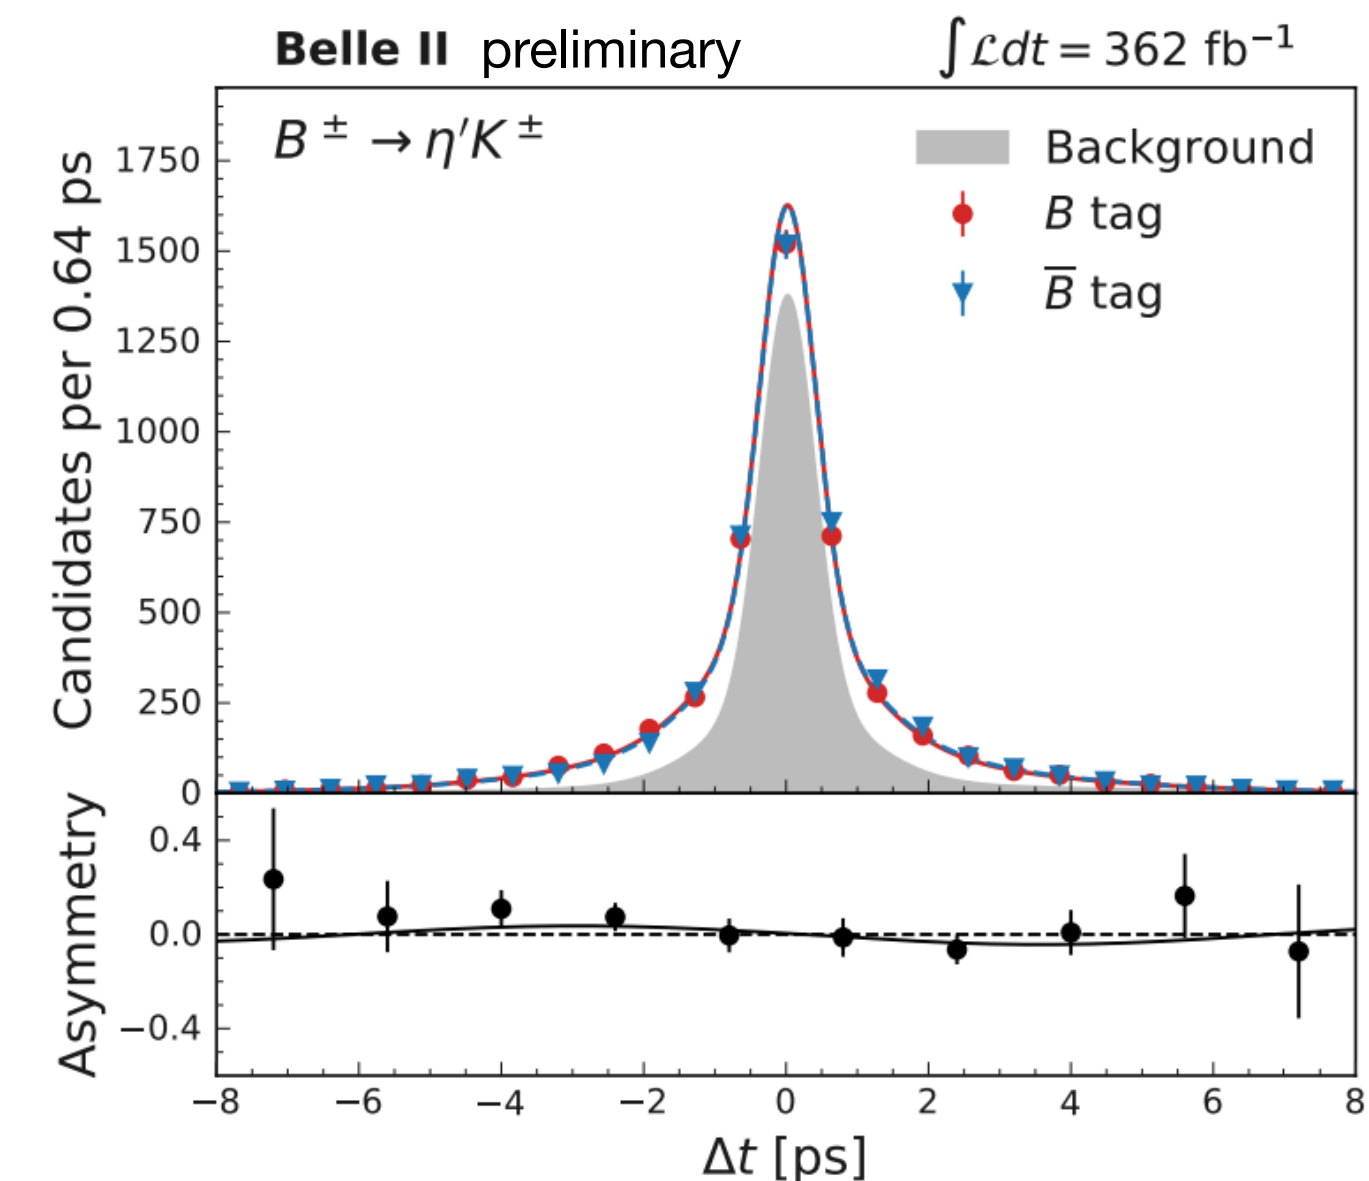 Belle II preliminary ∫ℒdt = 362 fb⁻¹
B ± → η′K ±
Background
B tag
B̅ tag
Candidates per 0.64 ps
1750
1500
1250
1000
750
500
250
0
Asymmetry
0.4
0.0
−0.4
−8 −6 −4 −2 0 2 4 6 8
Δt [ps]